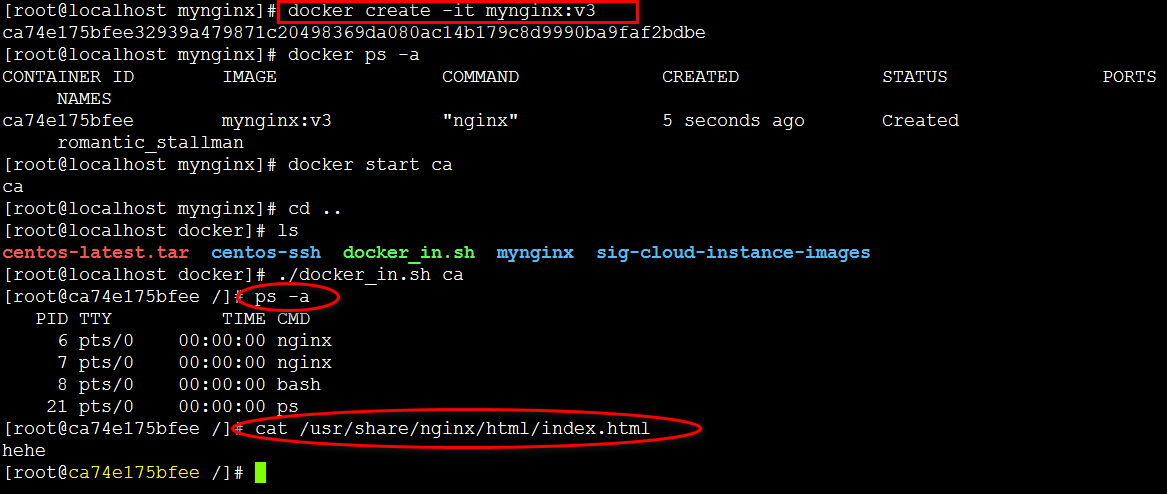 [root@localhost mynginx]# docker create -it mynginx:v3
ca74e175bfee32939a479871c20498369da080ac14b179c8d9990ba9faf2bdbe
[root@localhost mynginx]# docker ps -a
CONTAINER ID        IMAGE               COMMAND             CREATED             STATUS              PORTS
     NAMES
ca74e175bfee        mynginx:v3          "nginx"             5 seconds ago       Created
     romantic_stallman
[root@localhost mynginx]# docker start ca
ca
[root@localhost mynginx]# cd ..
[root@localhost docker]# ls
centos-latest.tar  centos-ssh  docker_in.sh  mynginx  sig-cloud-instance-images
[root@localhost docker]# ./docker_in.sh ca
[root@ca74e175bfee /]# ps -a
   PID TTY          TIME CMD
     6 pts/0    00:00:00 nginx
     7 pts/0    00:00:00 nginx
     8 pts/0    00:00:00 bash
    21 pts/0    00:00:00 ps
[root@ca74e175bfee /]# cat /usr/share/nginx/html/index.html
hehe
[root@ca74e175bfee /]#